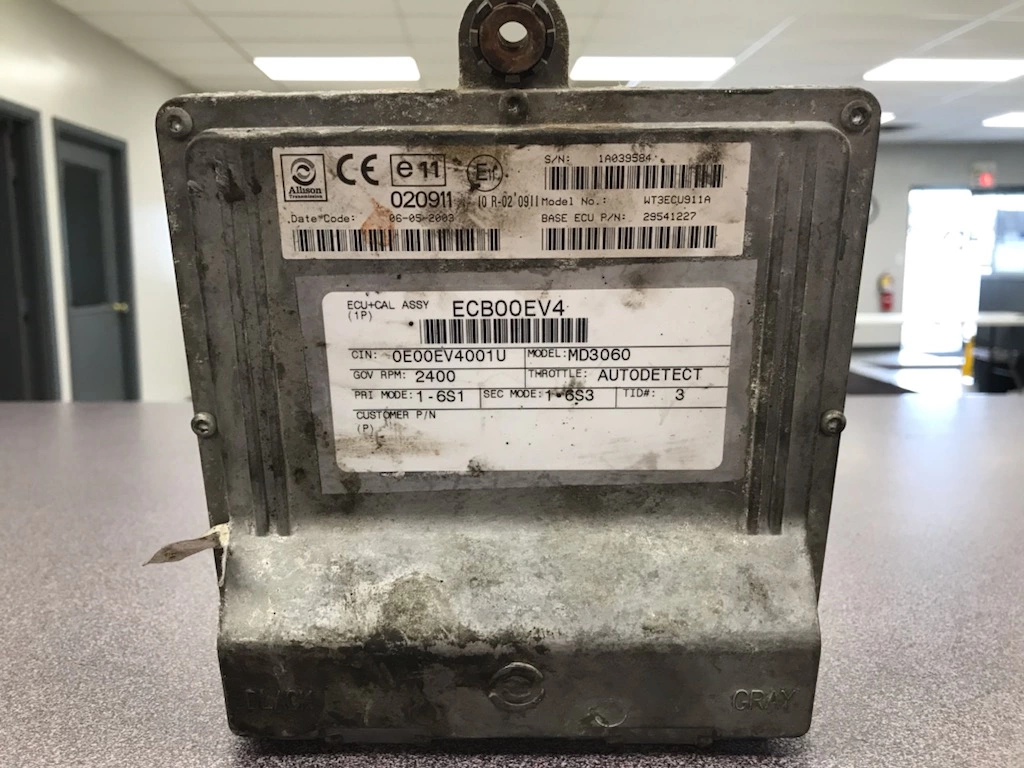 Allison
Transmission
CE e11
020911
E11
10 R-02 0911
Date Code: 06-05-2003
S/N: 1A039584
Model No.: WT3ECU911A
BASE ECU P/N: 29541227
ECU+CAL ASSY ECB00EV4
(1P)
CIN: 0E00EV4001U MODEL: MD3060
GOV RPM: 2400 THROTTLE: AUTODETECT
PRI MODE: 1-6S1 SEC MODE: 1-6S3 TID#: 3
CUSTOMER P/N
(P)
BLACK GRAY